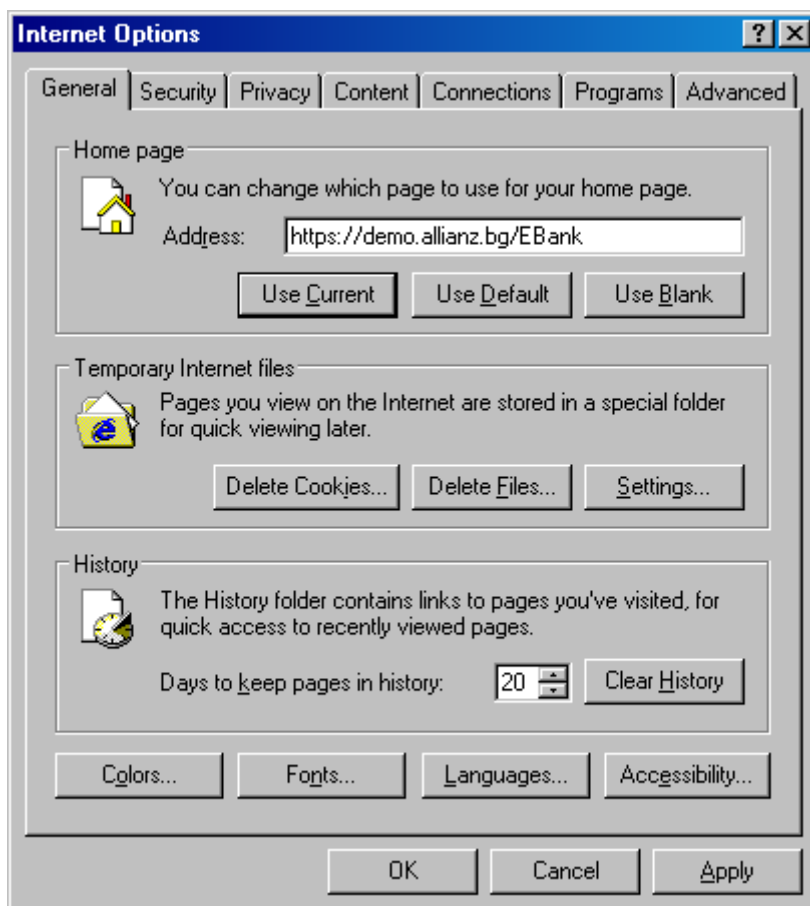 Internet Options
General Security Privacy Content Connections Programs Advanced
Home page
You can change which page to use for your home page.
Address: https://demo.allianz.bg/EBank
Use Current Use Default Use Blank
Temporary Internet files
Pages you view on the Internet are stored in a special folder
for quick viewing later.
Delete Cookies... Delete Files... Settings...
History
The History folder contains links to pages you've visited, for
quick access to recently viewed pages.
Days to keep pages in history: 20 Clear History
Colors... Fonts... Languages... Accessibility...
OK Cancel Apply